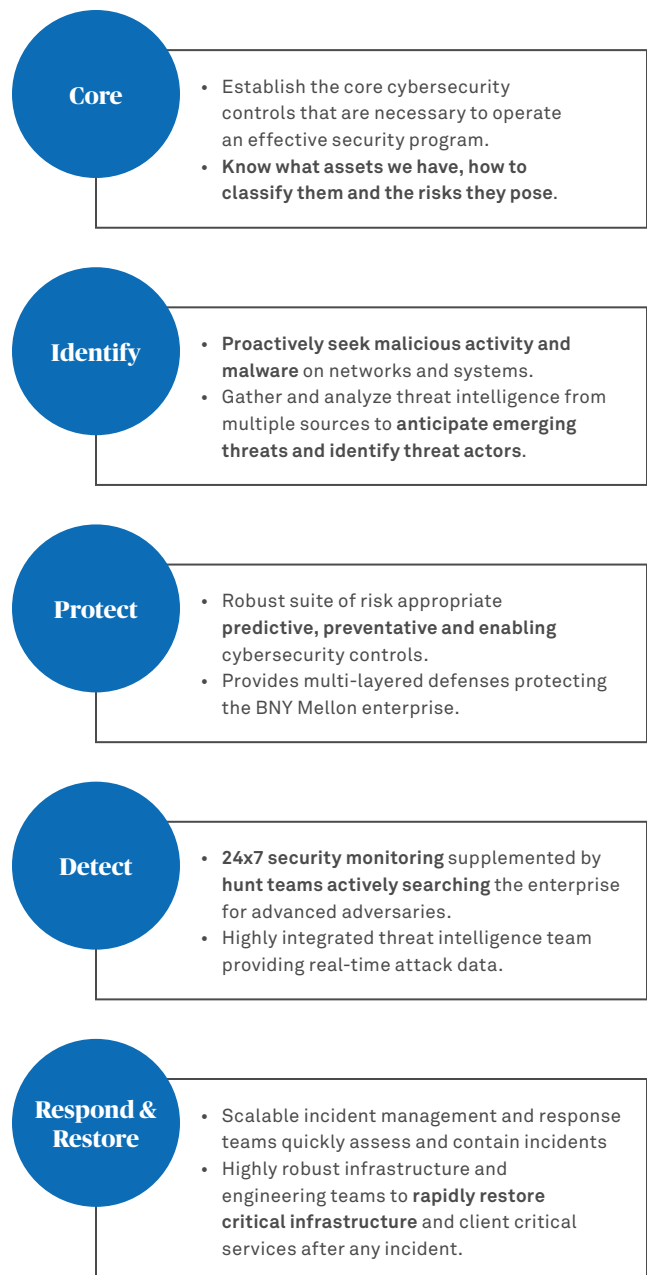 Core
• Establish the core cybersecurity
controls that are necessary to operate
an effective security program.
• Know what assets we have, how to
classify them and the risks they pose.
Identify
• Proactively seek malicious activity and
malware on networks and systems.
• Gather and analyze threat intelligence from
multiple sources to anticipate emerging
threats and identify threat actors.
Protect
• Robust suite of risk appropriate
predictive, preventative and enabling
cybersecurity controls.
• Provides multi-layered defenses protecting
the BNY Mellon enterprise.
Detect
• 24x7 security monitoring supplemented by
hunt teams actively searching the enterprise
for advanced adversaries.
• Highly integrated threat intelligence team
providing real-time attack data.
Respond &
Restore
• Scalable incident management and response
teams quickly assess and contain incidents
• Highly robust infrastructure and
engineering teams to rapidly restore
critical infrastructure and client critical
services after any incident.